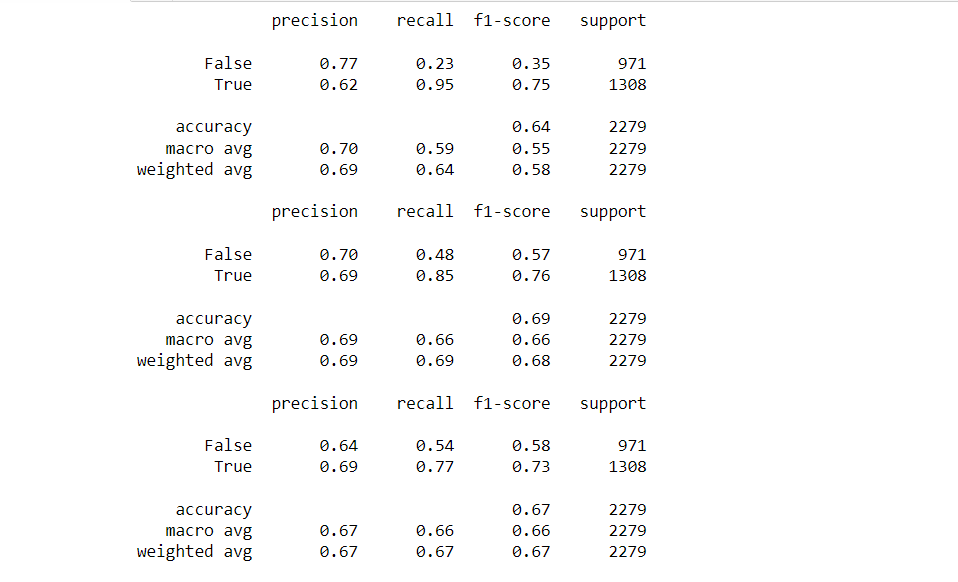 precision recall f1-score support
False 0.77 0.23 0.35 971
True 0.62 0.95 0.75 1308
accuracy 0.64 2279
macro avg 0.70 0.59 0.55 2279
weighted avg 0.69 0.64 0.58 2279
precision recall f1-score support
False 0.70 0.48 0.57 971
True 0.69 0.85 0.76 1308
accuracy 0.69 2279
macro avg 0.69 0.66 0.66 2279
weighted avg 0.69 0.69 0.68 2279
precision recall f1-score support
False 0.64 0.54 0.58 971
True 0.69 0.77 0.73 1308
accuracy 0.67 2279
macro avg 0.67 0.66 0.66 2279
weighted avg 0.67 0.67 0.67 2279